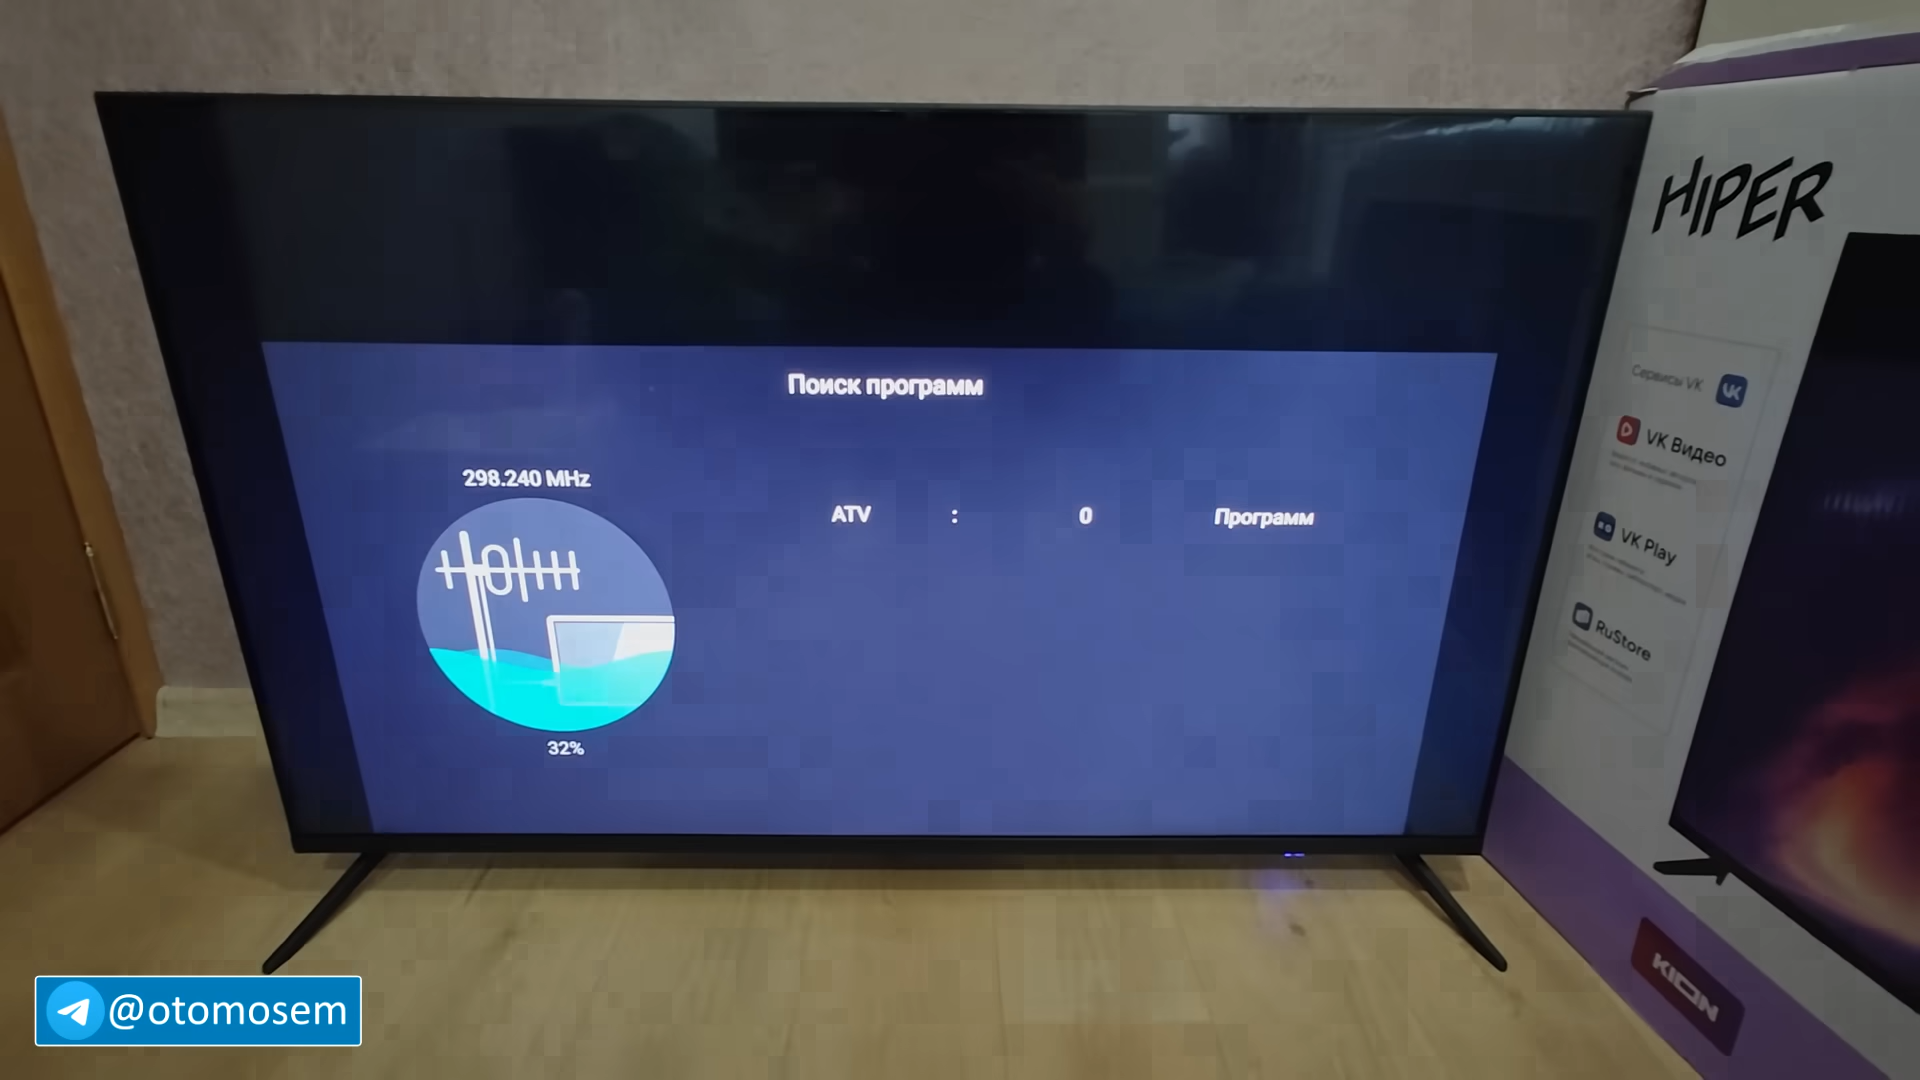 Поиск программ
298.240 MHz
ATV : 0 Программ
32%
HIPER
Сервисы VK
VK Видео
VK Play
RuStore
KION
@otomosem